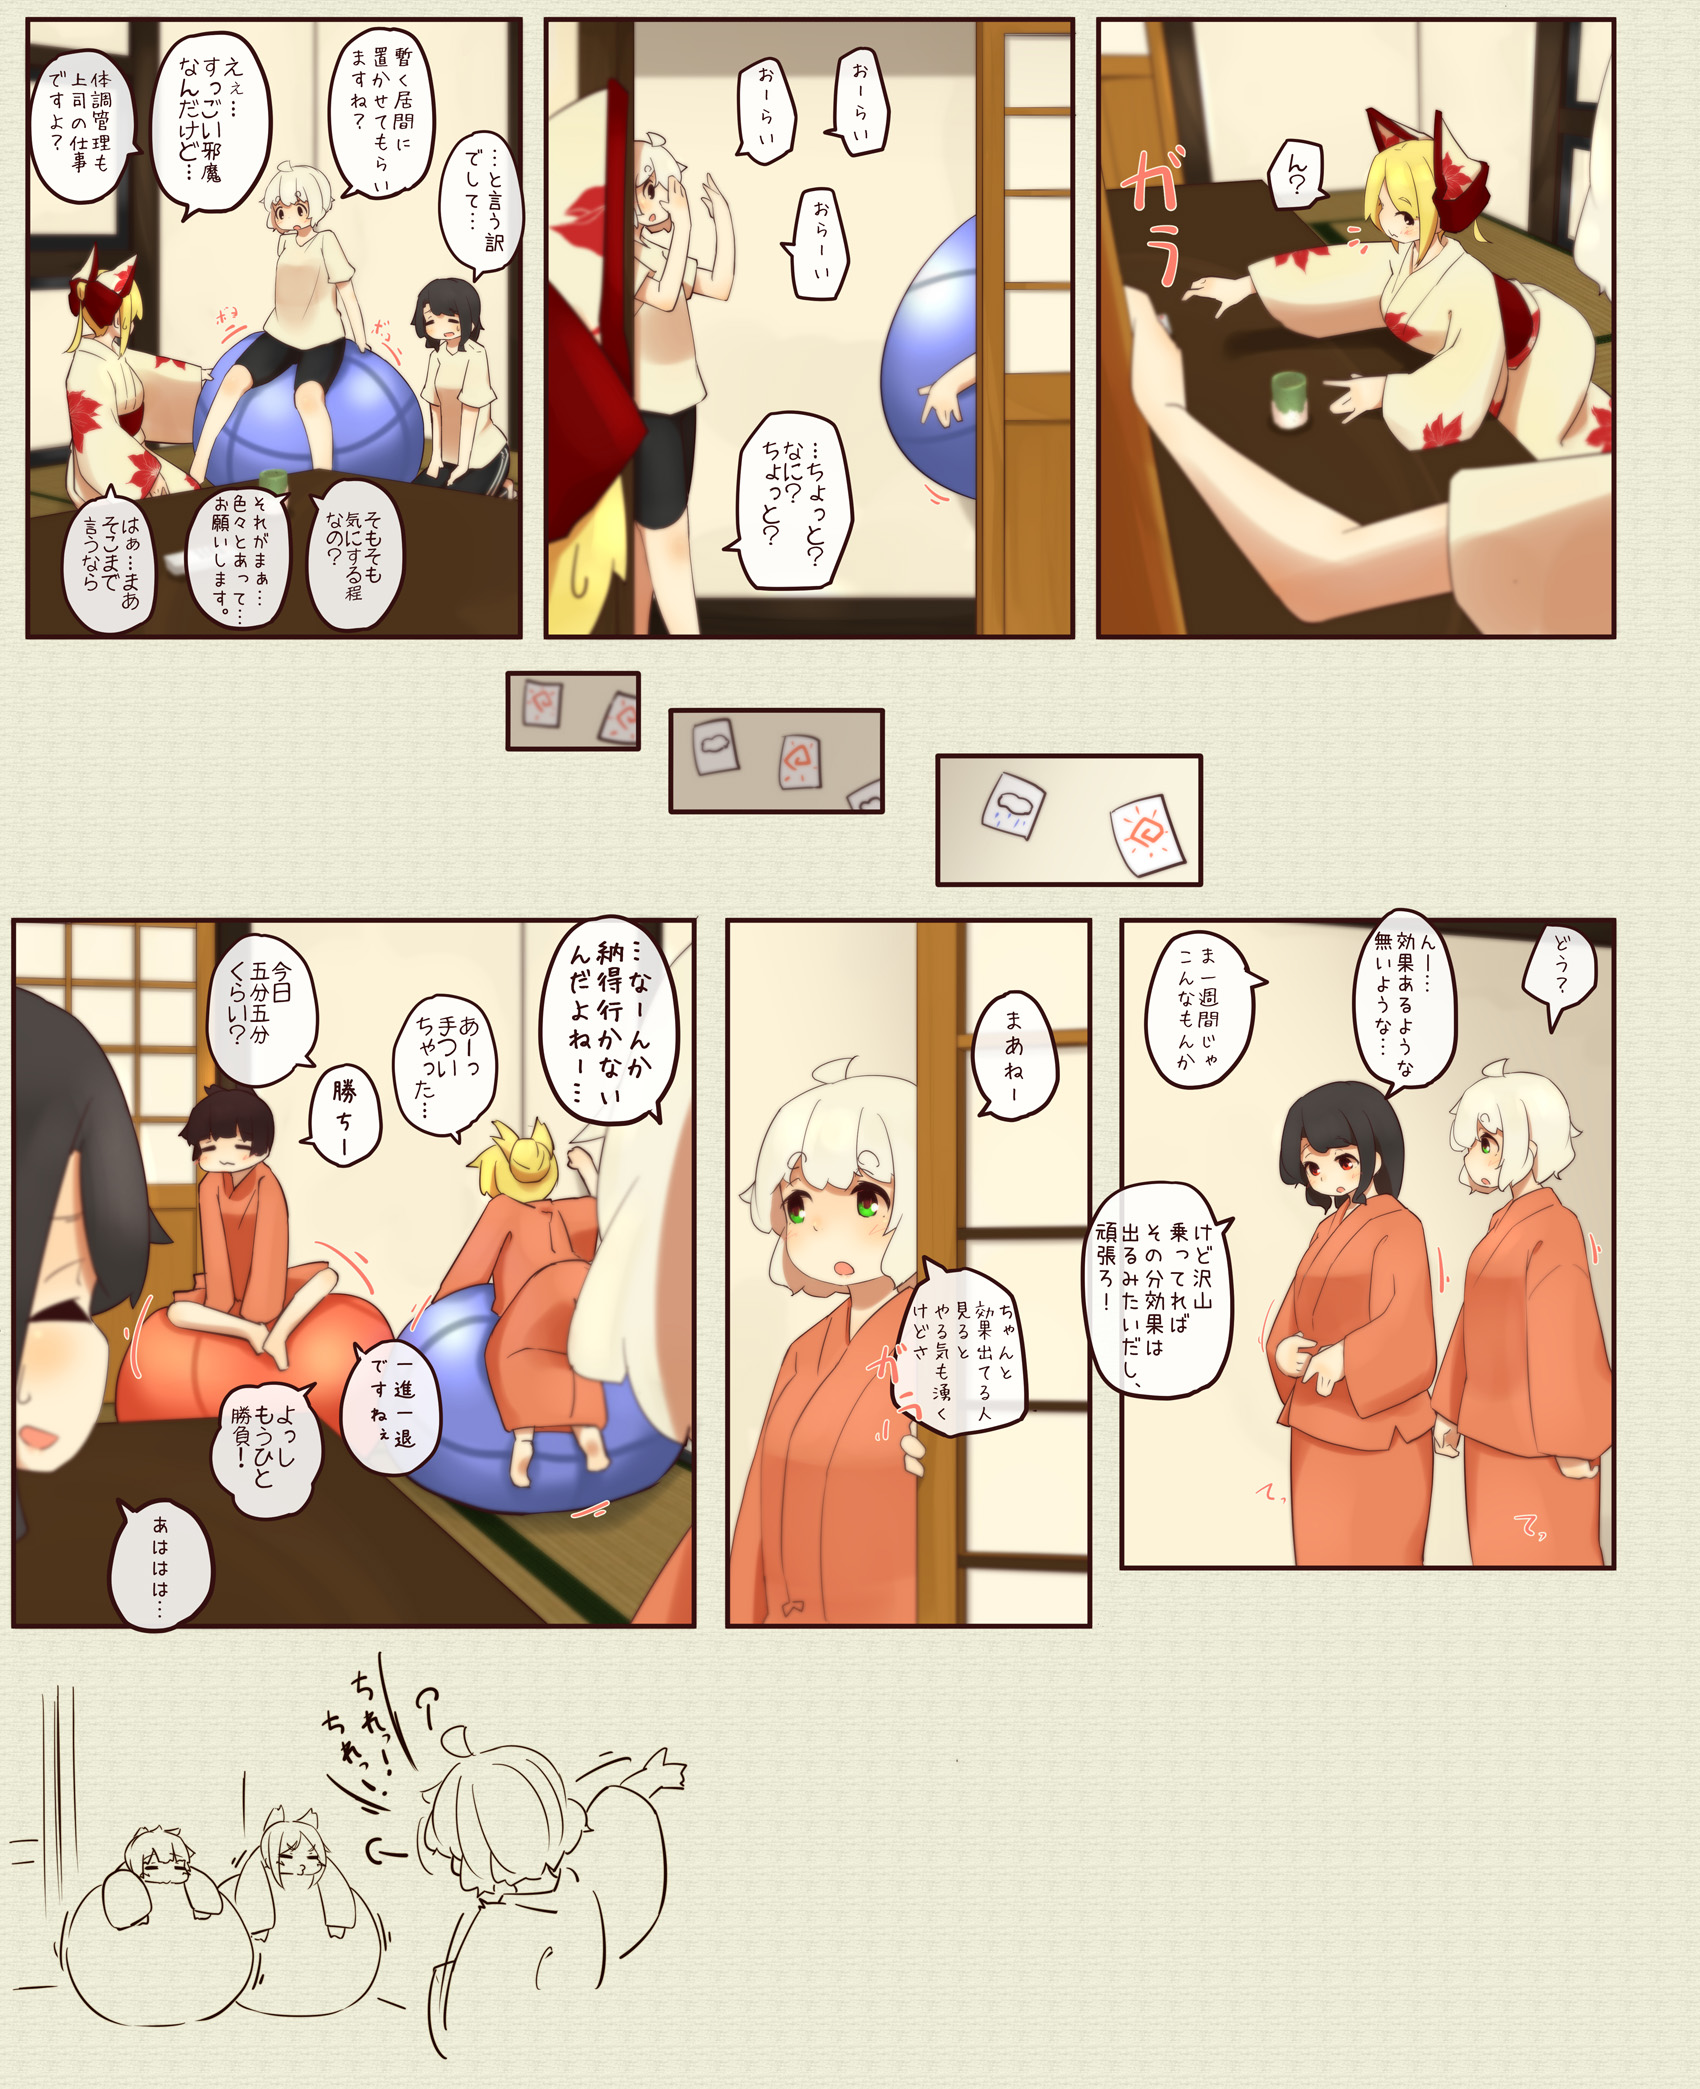 ガラ
ん?
おーらい
おーらい
おらーい
…ちょっと?
なに?
ちょっと?
…と言う訳
でして…
暫く居間に
置かせてもらい
ますね?
えぇ…
すっごい邪魔
なんだけど…
体調管理も
上司の仕事
ですよ?
そもそも
気にする程
なの?
それがまぁ…
色々とあって…
お願いします。
はぁ…まあ
そこまで
言うなら
どう?
んー…
効果あるような
無いような…
ま一週間じゃ
こんなもんか
けど沢山
乗ってれば
その分効果は
出るみたいだし、
頑張ろ!
てっ
てっ
まあねー
ちゃんと
効果出てる人
見ると
やる気も湧く
けどさ
ガラ
…なーんか
納得行かない
んだよねー…
あーっ
手つい
ちゃった…
勝ちー
今日
五分五分
くらい?
一進一退
ですねぇ
よっし
もうひと
勝負!
あははは…
ちれっ!
ちれっ!